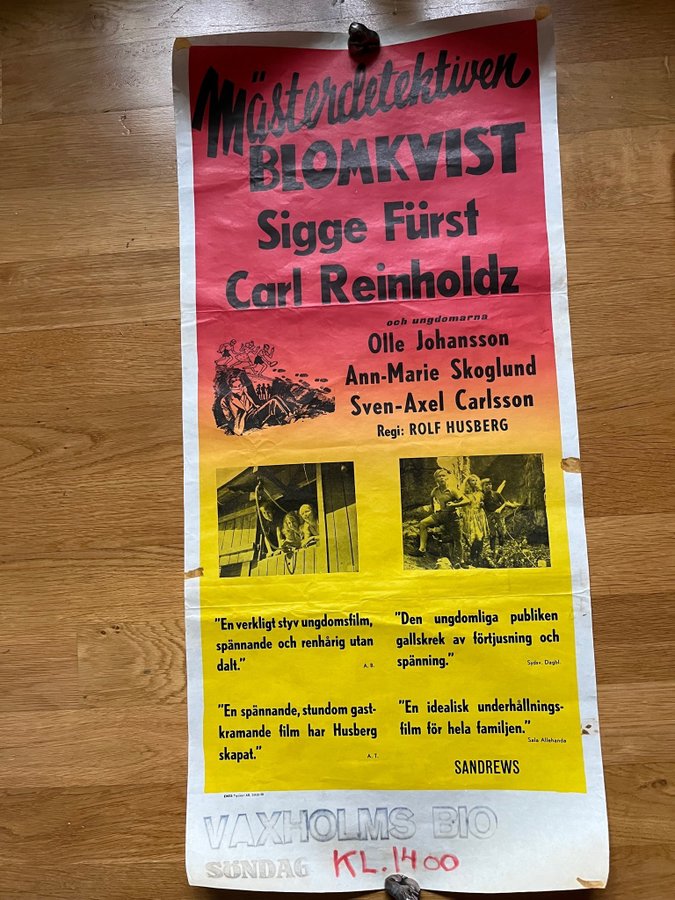 Mästerdetektiven
BLOMKVIST
Sigge Fürst
Carl Reinholdz
och ungdomarna
Olle Johansson
Ann-Marie Skoglund
Sven-Axel Carlsson
Regi: ROLF HUSBERG
"En verkligt styv ungdomsfilm,
spännande och renhårig utan
dalt."
A. B.
"Den ungdomliga publiken
gallskrek av förtjusning och
spänning."
Sydsv. Dagbl.
"En spännande, stundom gast-
kramande film har Husberg
skapat."
A. T.
"En idealisk underhållnings-
film för hela familjen."
Sala Allehanda
SANDREWS
VAXHOLMS BIO
SÖNDAG KL. 14 00